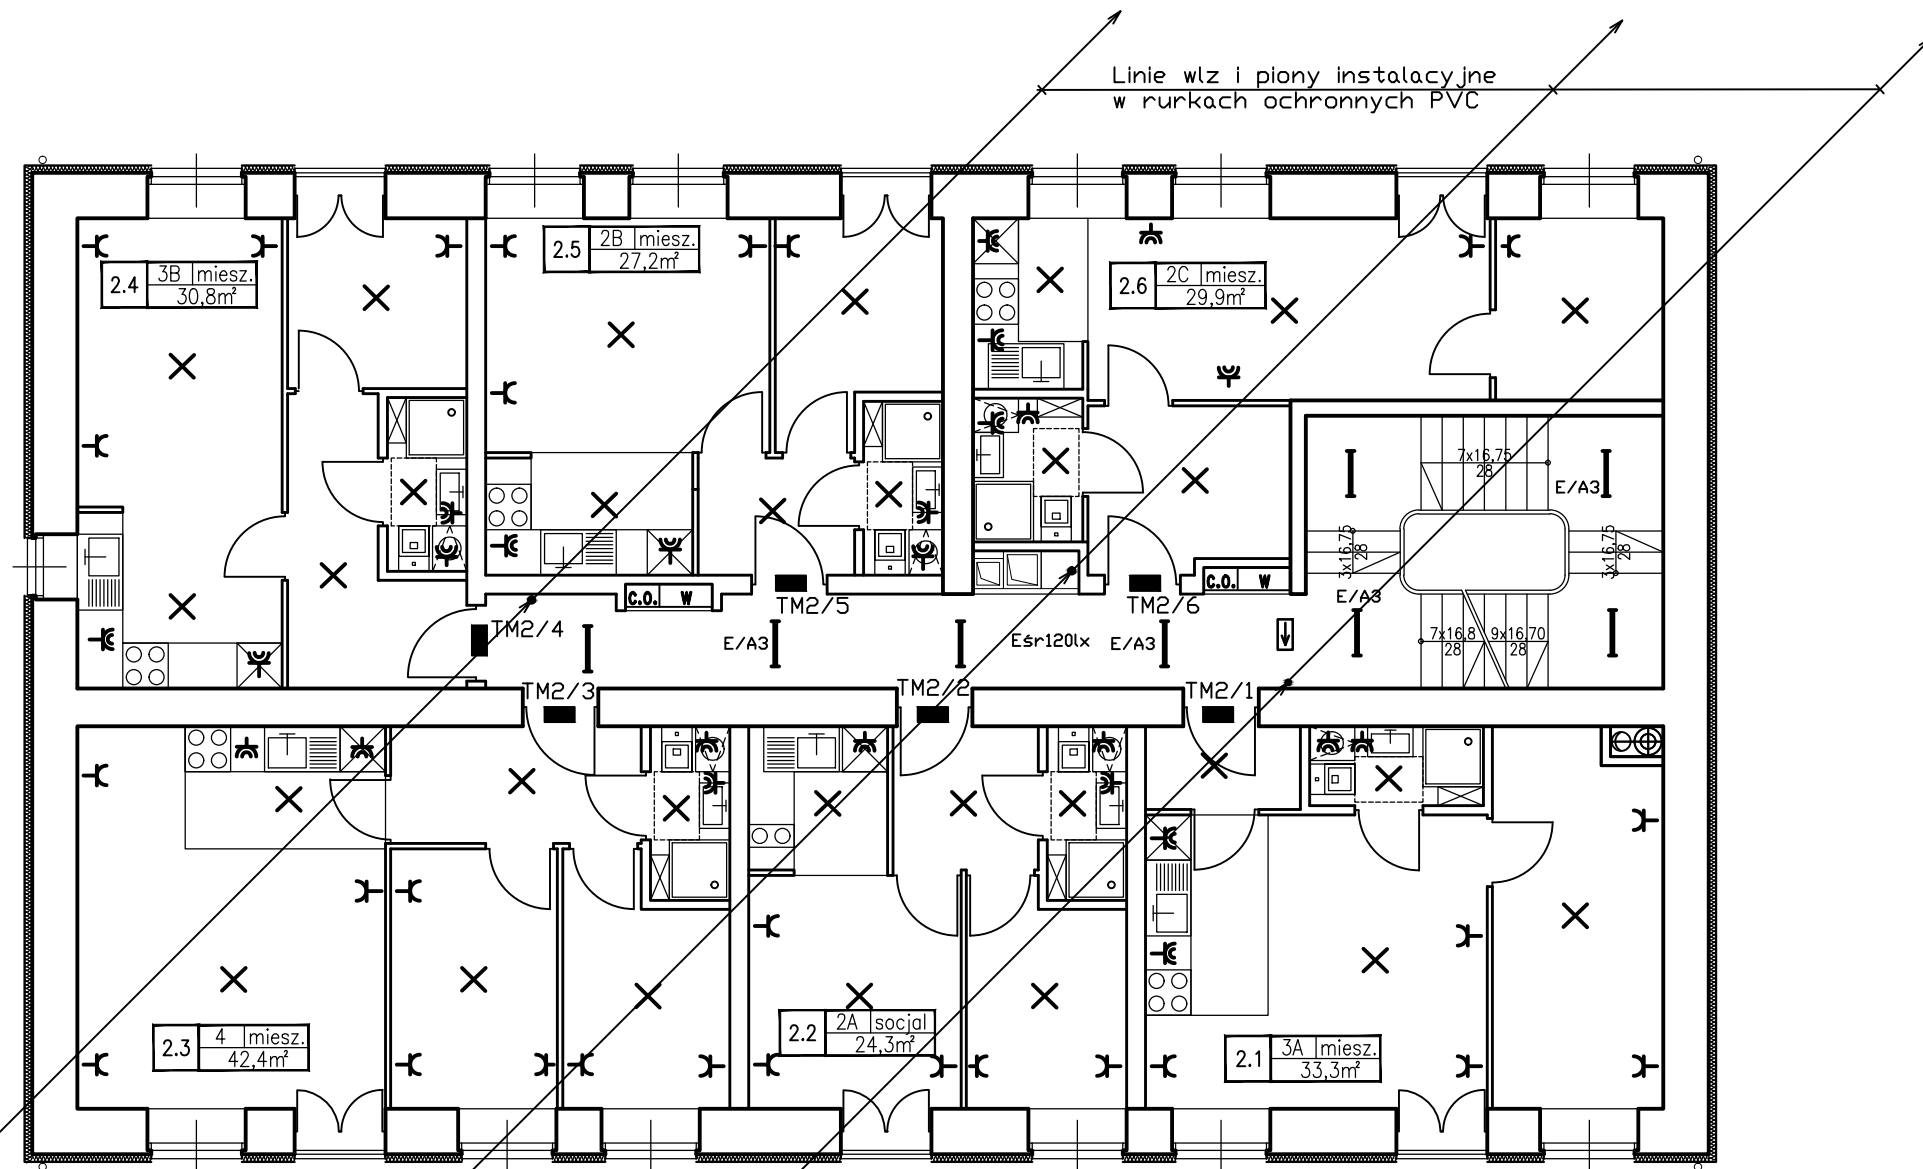 Linie wlz i piony instalacyjne
w rurkach ochronnych PVC
2.4 3B miesz.
30,8m²
2.5 2B miesz.
27,2m²
2.6 2C miesz.
29,9m²
7x16,75
28
E/A3
3x16,75
28
3x16,75
28
C.O. W
TM2/5
TM2/6
C.O. W
E/A3
TM2/4
E/A3
Eśr120lx
E/A3
7x16,8
28
9x16,70
28
TM2/3
TM2/2
TM2/1
2.3 4 miesz.
42,4m²
2.2 2A socjal
24,3m²
2.1 3A miesz.
33,3m²